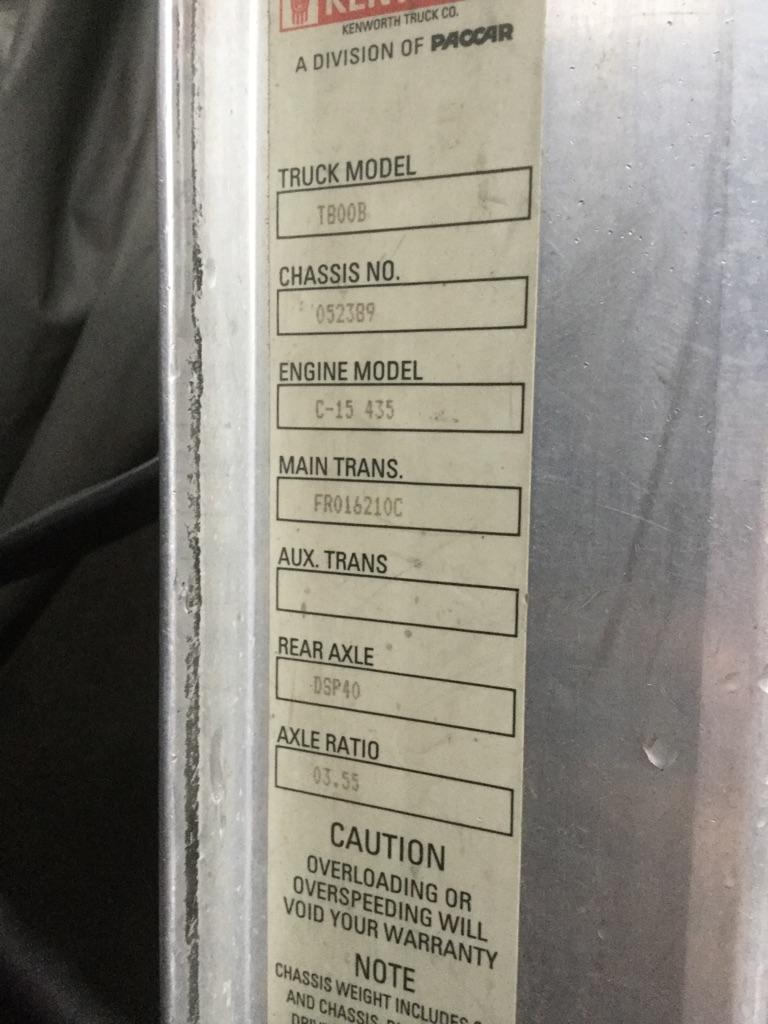 KENWORTH TRUCK CO.
A DIVISION OF PACCAR
TRUCK MODEL
T800B
CHASSIS NO.
052389
ENGINE MODEL
C-15 435
MAIN TRANS.
FRO16210C
AUX. TRANS
REAR AXLE
DSP40
AXLE RATIO
03.55
CAUTION
OVERLOADING OR
OVERSPEEDING WILL
VOID YOUR WARRANTY
NOTE
CHASSIS WEIGHT INCLUDES
AND CHASSIS,